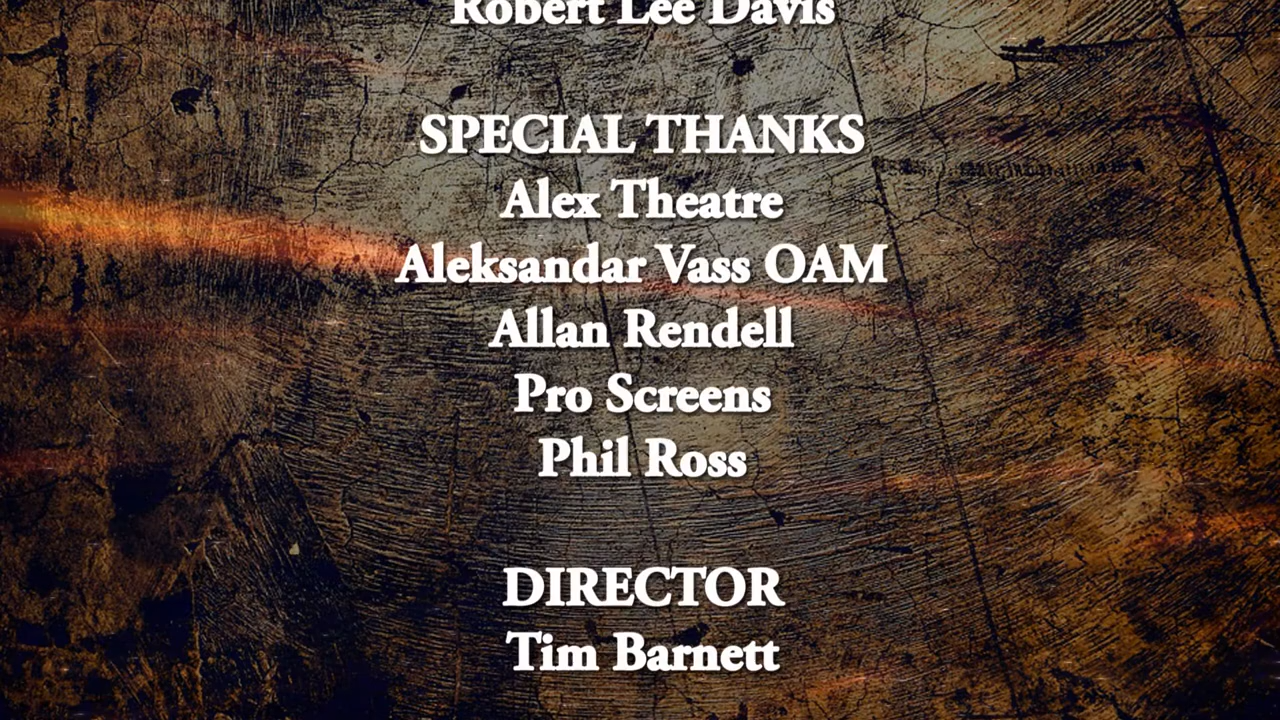 Robert Lee Davis
SPECIAL THANKS
Alex Theatre
Aleksandar Vass OAM
Allan Rendell
Pro Screens
Phil Ross
DIRECTOR
Tim Barnett